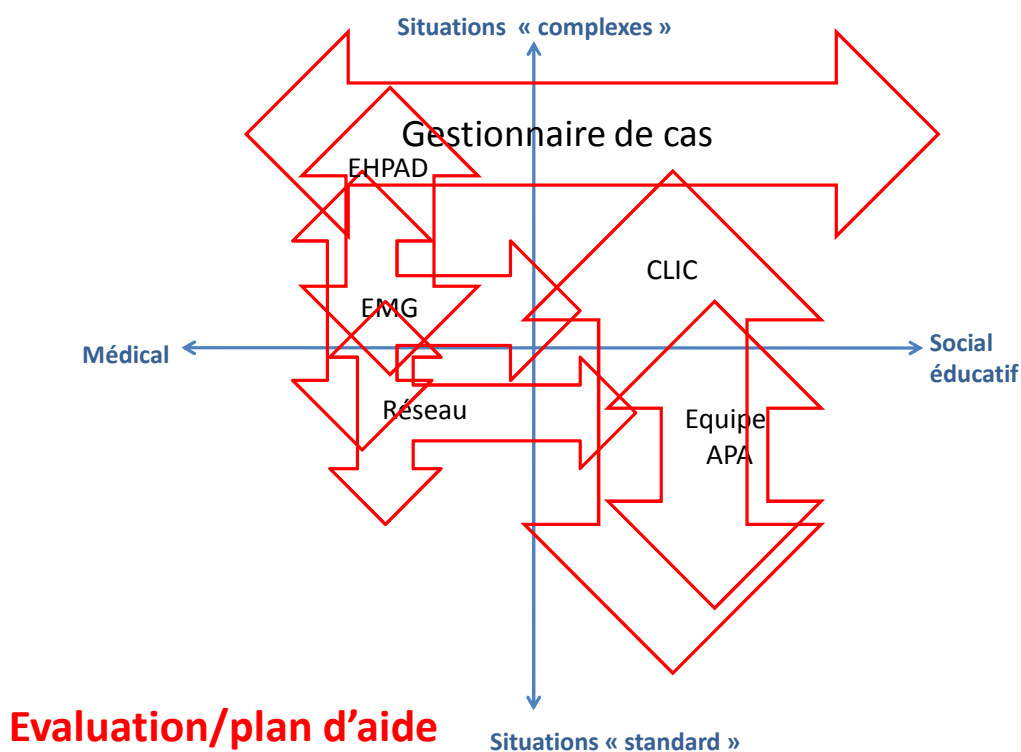 Situations « complexes »
Gestionnaire de cas
EHPAD
CLIC
EMG
Médical
Social
éducatif
Réseau
Equipe
APA
Evaluation/plan d’aide
Situations « standard »